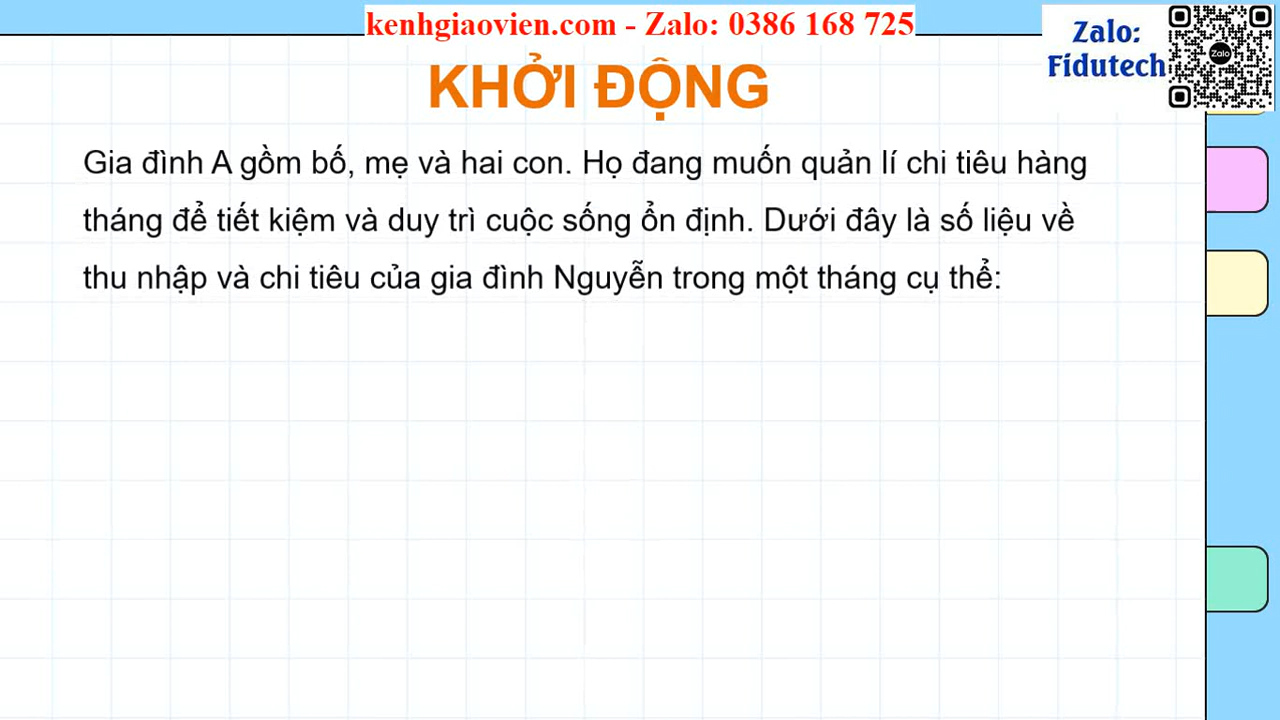 kenhgiaovien.com - Zalo: 0386 168 725
Zalo:
Fidutech
Zalo
KHỞI ĐỘNG
Gia đình A gồm bố, mẹ và hai con. Họ đang muốn quản lí chi tiêu hàng
tháng để tiết kiệm và duy trì cuộc sống ổn định. Dưới đây là số liệu về
thu nhập và chi tiêu của gia đình Nguyễn trong một tháng cụ thể: